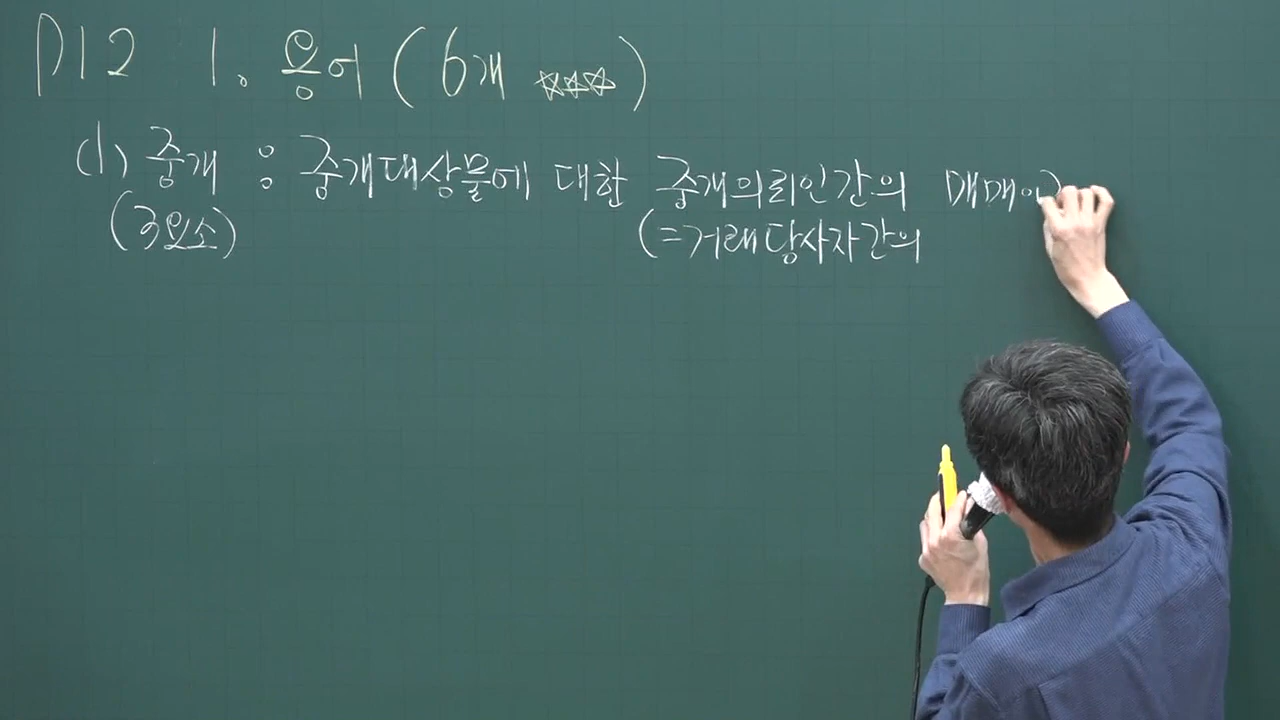 P12 1. 용어 (6개 ☆☆☆)
(1) 중개 : 중개대상물에 대한 중개의뢰인간의 매매
(3요소) (=거래당사자간의